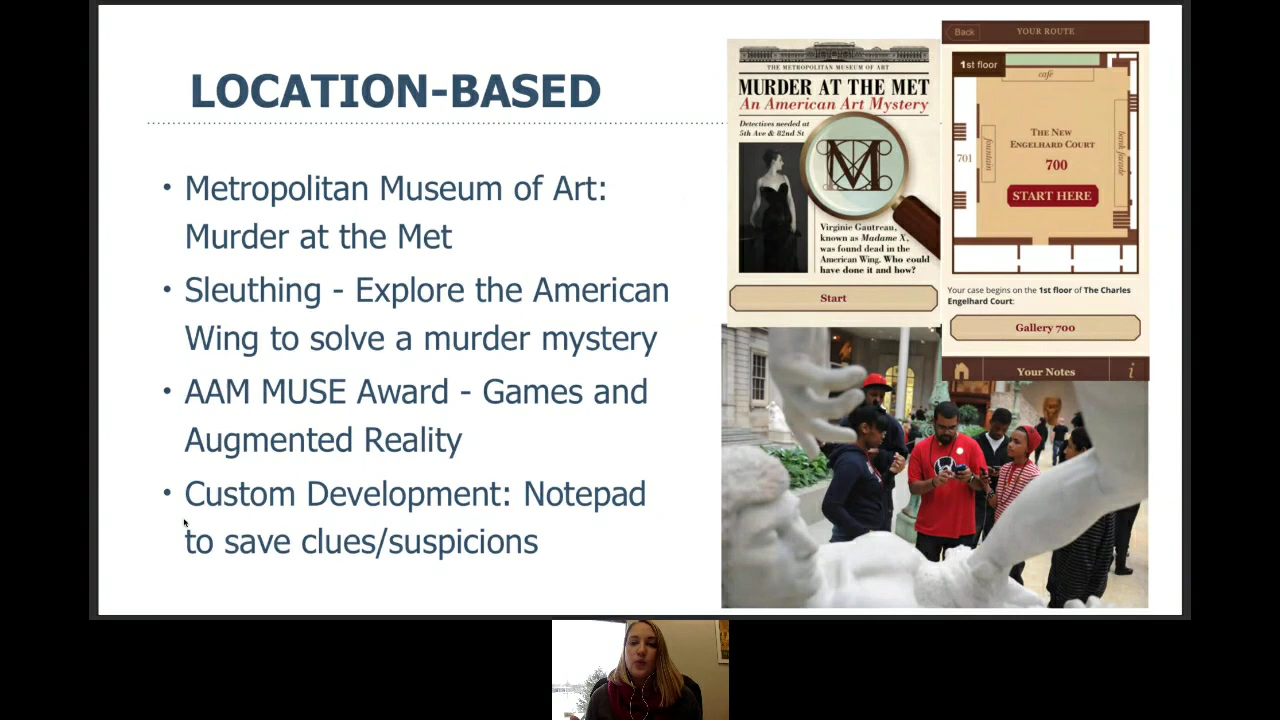 LOCATION-BASED
• Metropolitan Museum of Art:
Murder at the Met
• Sleuthing - Explore the American
Wing to solve a murder mystery
• AAM MUSE Award - Games and
Augmented Reality
• Custom Development: Notepad
to save clues/suspicions
THE METROPOLITAN MUSEUM OF ART
MURDER AT THE MET
An American Art Mystery
Detectives needed at
5th Ave & 82nd St
M
Virginie Gautreau,
known as Madame X,
was found dead in the
American Wing. Who could
have done it and how?
Start
Back
YOUR ROUTE
1st floor
café
fountain
701
THE NEW
ENGELHARD COURT
700
START HERE
bank facade
Your case begins on the 1st floor of The Charles
Engelhard Court:
Gallery 700
Your Notes
i